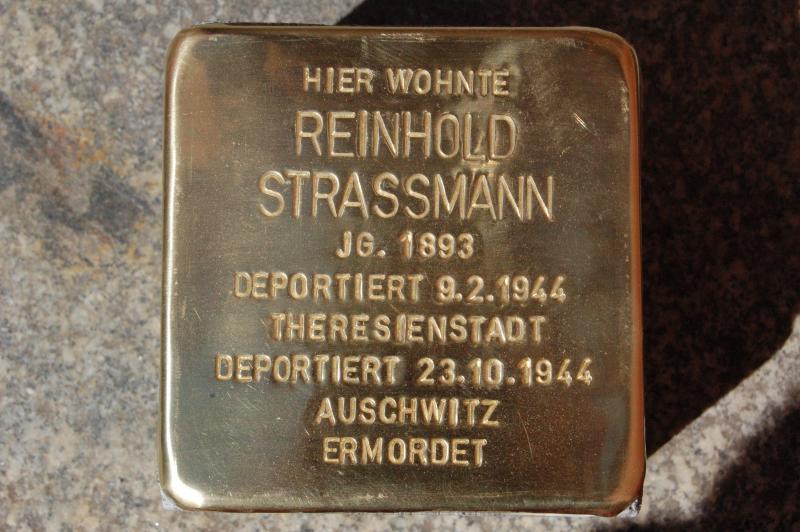 HIER WOHNTE
REINHOLD
STRASSMANN
JG. 1893
DEPORTIERT 9.2.1944
THERESIENSTADT
DEPORTIERT 23.10.1944
AUSCHWITZ
ERMORDET